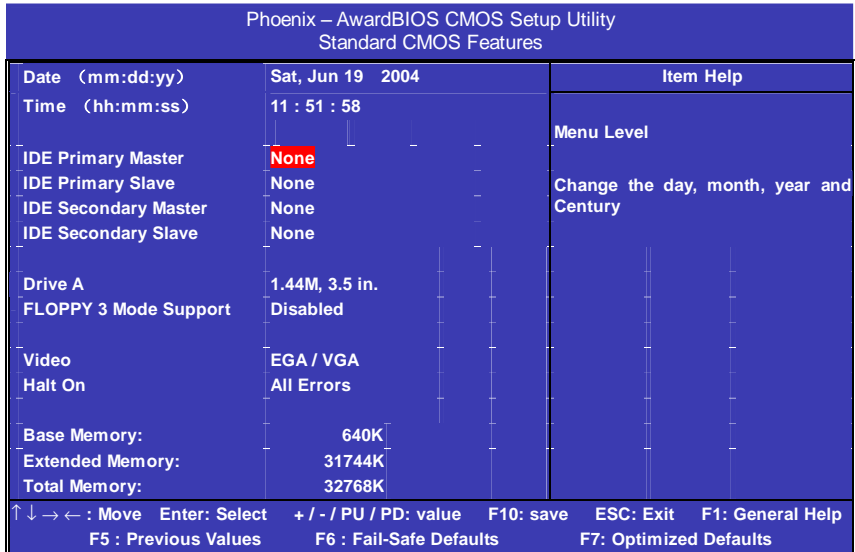 Phoenix – AwardBIOS CMOS Setup Utility
Standard CMOS Features
Date (mm:dd:yy) Sat, Jun 19 2004 Item Help
Time (hh:mm:ss) 11 : 51 : 58
Menu Level
IDE Primary Master None
IDE Primary Slave None Change the day, month, year and
IDE Secondary Master None Century
IDE Secondary Slave None
Drive A 1.44M, 3.5 in.
FLOPPY 3 Mode Support Disabled
Video EGA / VGA
Halt On All Errors
Base Memory: 640K
Extended Memory: 31744K
Total Memory: 32768K
↑↓→← : Move Enter: Select + / - / PU / PD: value F10: save ESC: Exit F1: General Help
F5 : Previous Values F6 : Fail-Safe Defaults F7: Optimized Defaults